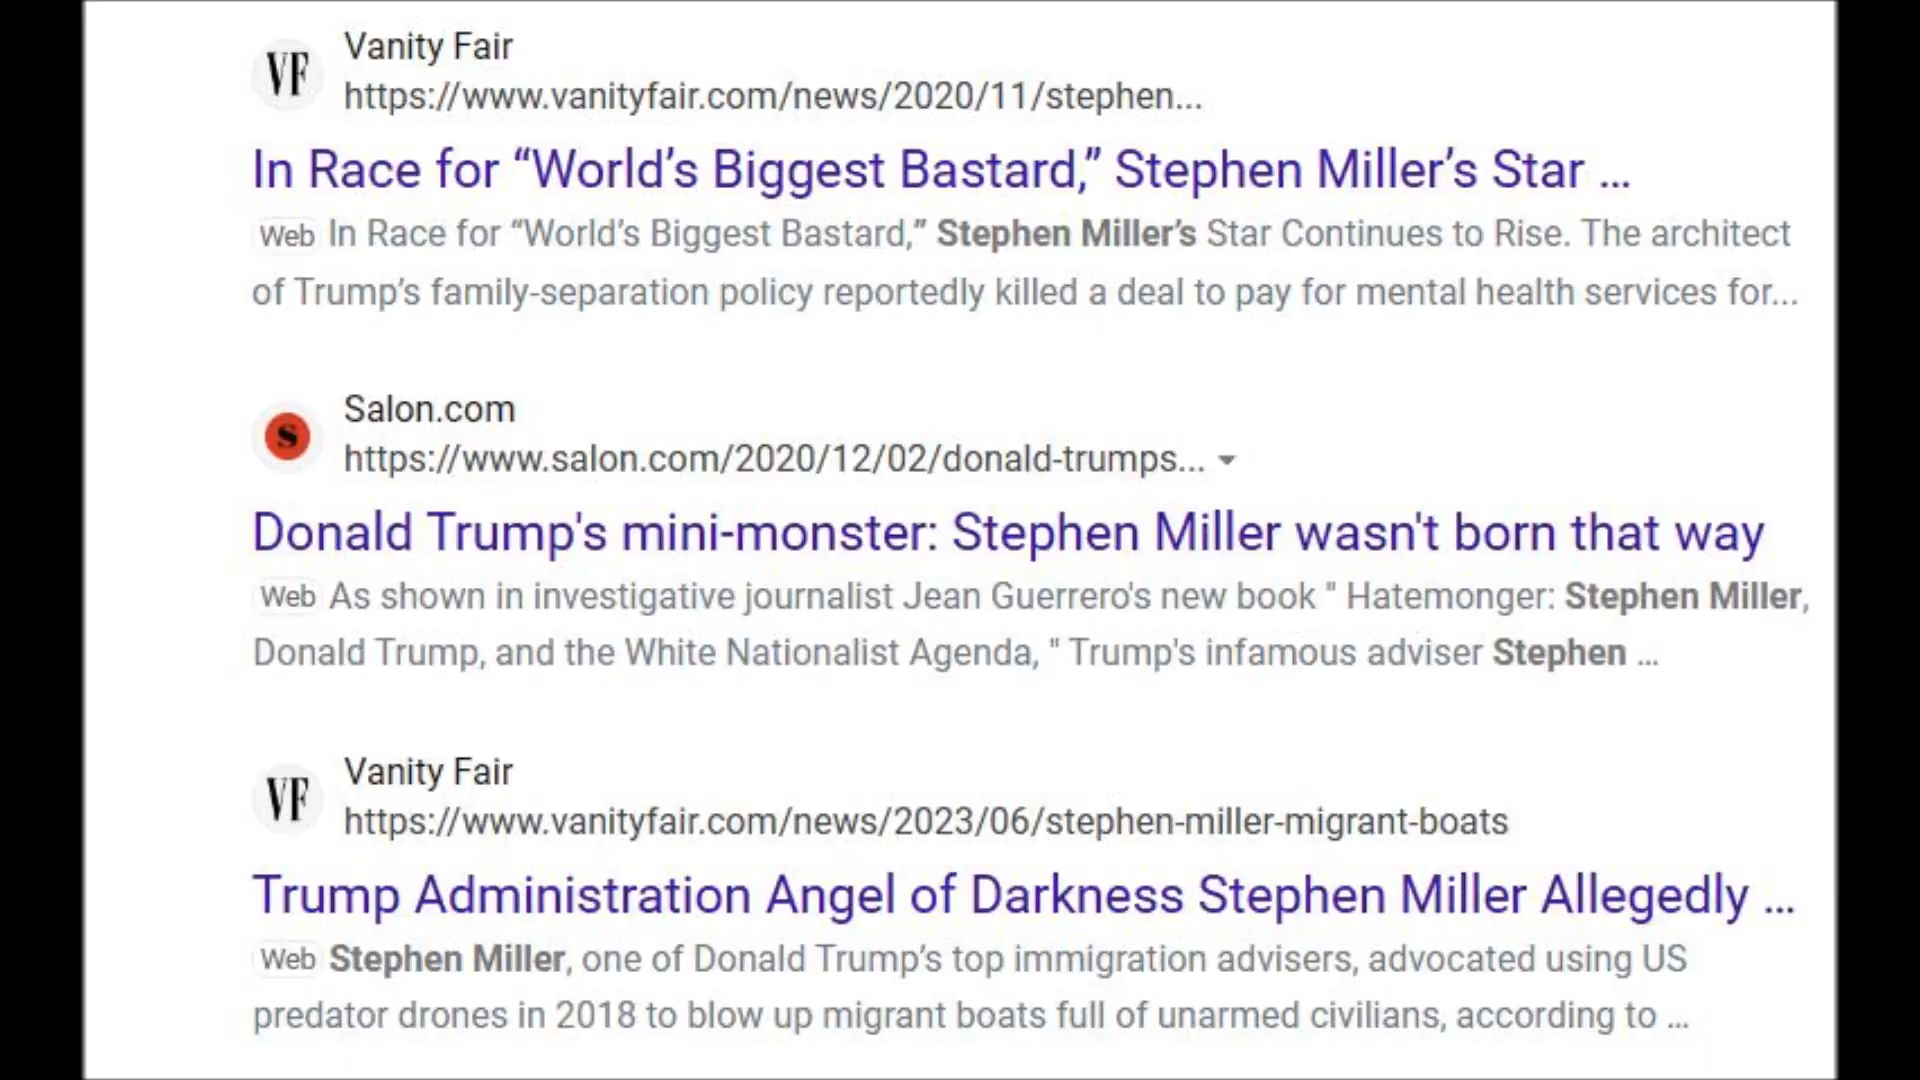 VF
Vanity Fair
https://www.vanityfair.com/news/2020/11/stephen...
In Race for “World’s Biggest Bastard,” Stephen Miller’s Star ...
Web In Race for “World’s Biggest Bastard,” Stephen Miller’s Star Continues to Rise. The architect
of Trump’s family-separation policy reportedly killed a deal to pay for mental health services for...
S
Salon.com
https://www.salon.com/2020/12/02/donald-trumps...
Donald Trump's mini-monster: Stephen Miller wasn't born that way
Web As shown in investigative journalist Jean Guerrero's new book " Hatemonger: Stephen Miller,
Donald Trump, and the White Nationalist Agenda, " Trump's infamous adviser Stephen ...
VF
Vanity Fair
https://www.vanityfair.com/news/2023/06/stephen-miller-migrant-boats
Trump Administration Angel of Darkness Stephen Miller Allegedly ...
Web Stephen Miller, one of Donald Trump’s top immigration advisers, advocated using US
predator drones in 2018 to blow up migrant boats full of unarmed civilians, according to ...